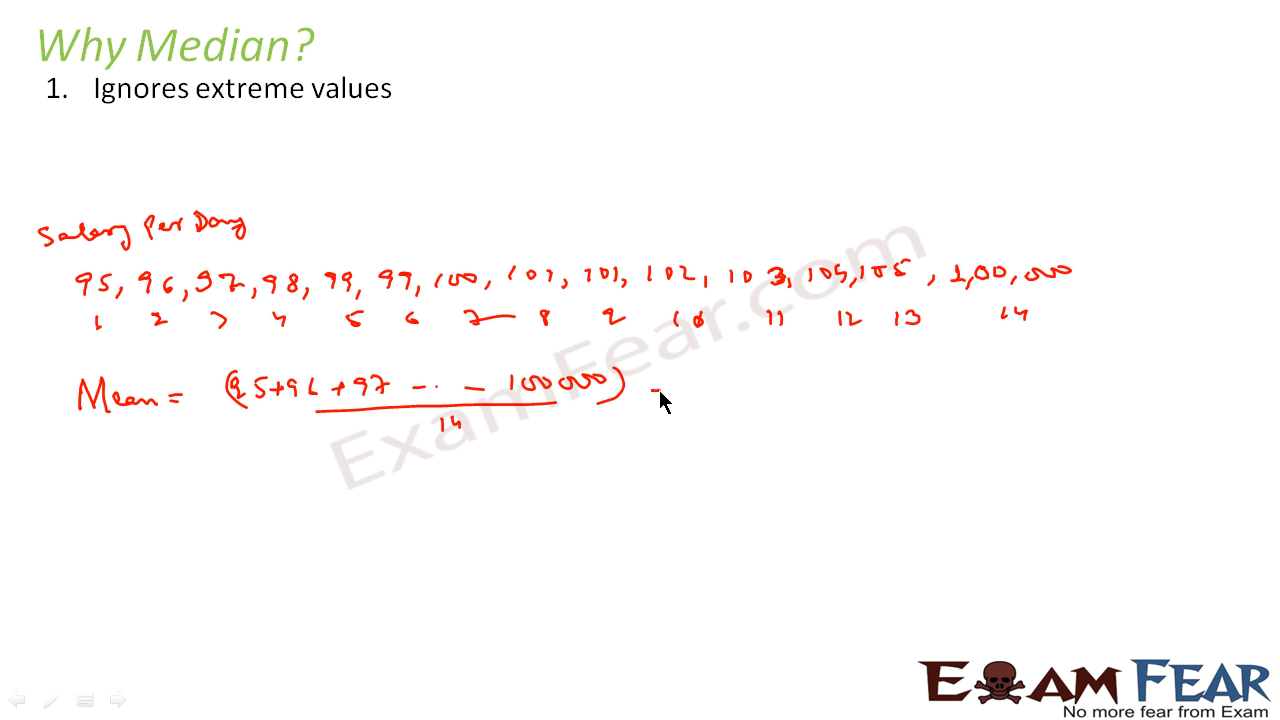 Why Median?
1. Ignores extreme values
Salary Per Day
95, 96, 97, 98, 99, 99, 100, 101, 101, 102, 103, 105, 105, 1,00,000
1 2 3 4 5 6 7 8 9 10 11 12 13 14
Mean = (95+96+97 -.. - 100000) -
14
ExamFear.com
EXAM FEAR
No more fear from Exam